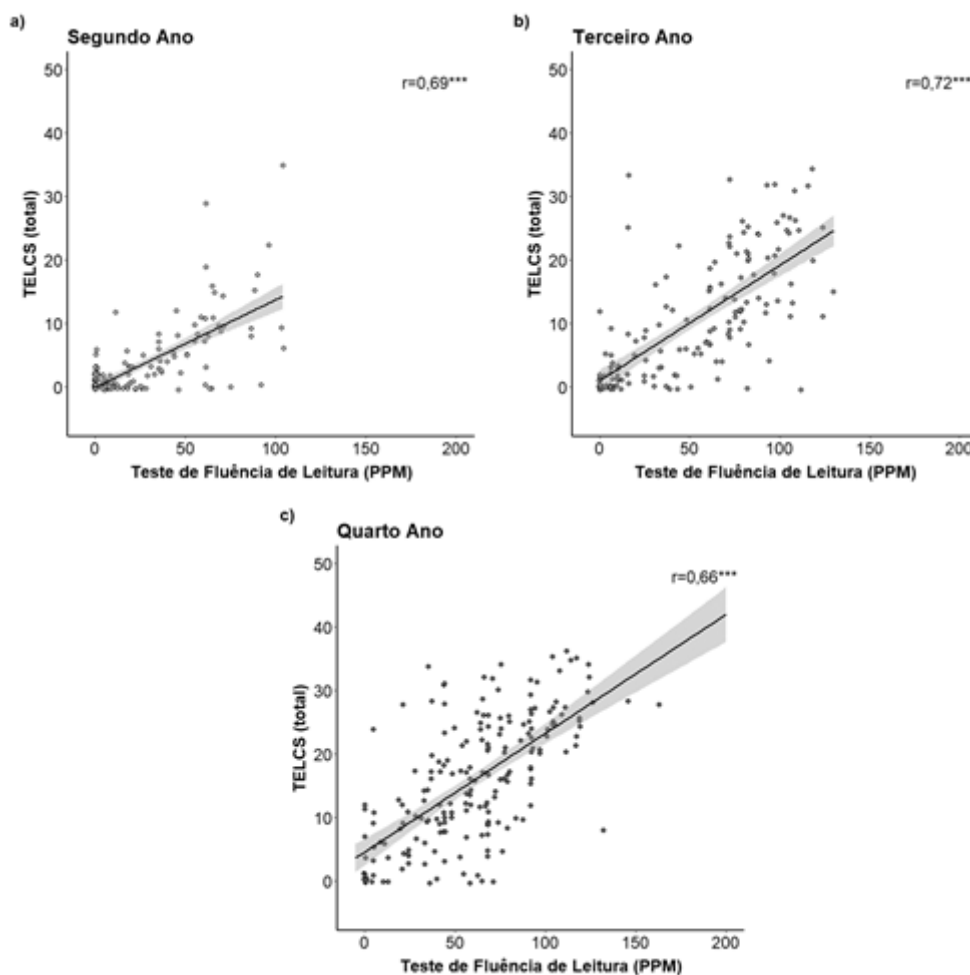 a)
Segundo Ano
r=0,69***
TELCS (total)
50
40
30
20
10
0
0 50 100 150 200
Teste de Fluência de Leitura (PPM)
b)
Terceiro Ano
r=0,72***
TELCS (total)
50
40
30
20
10
0
0 50 100 150 200
Teste de Fluência de Leitura (PPM)
c)
Quarto Ano
r=0,66***
TELCS (total)
50
40
30
20
10
0
0 50 100 150 200
Teste de Fluência de Leitura (PPM)